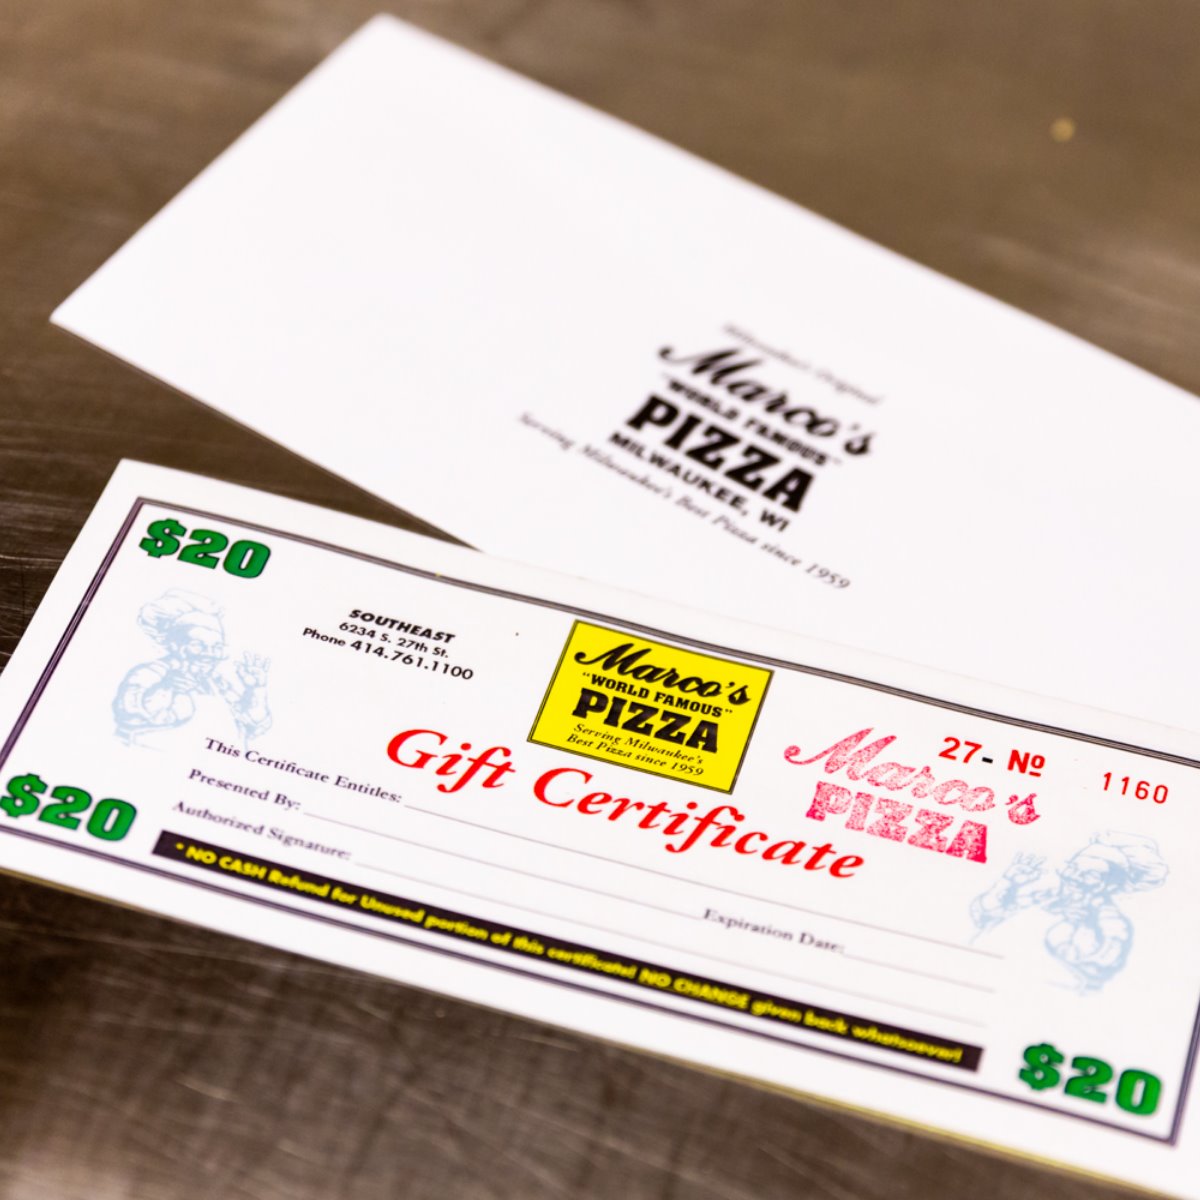 Milwaukee's Original
Marco's
"WORLD FAMOUS"
PIZZA
MILWAUKEE, WI
Serving Milwaukee's Best Pizza since 1959
$20
SOUTHEAST
6234 S. 27th St.
Phone 414.761.1100
Marco's
"WORLD FAMOUS"
PIZZA
Serving Milwaukee's
Best Pizza since 1959
27- Nº 1160
Marco's
PIZZA
Gift Certificate
This Certificate Entitles:
Presented By:
Authorized Signature:
Expiration Date:
$20
* NO CASH Refund for Unused portion of this certificate! NO CHANGE given back whatsoever!
$20